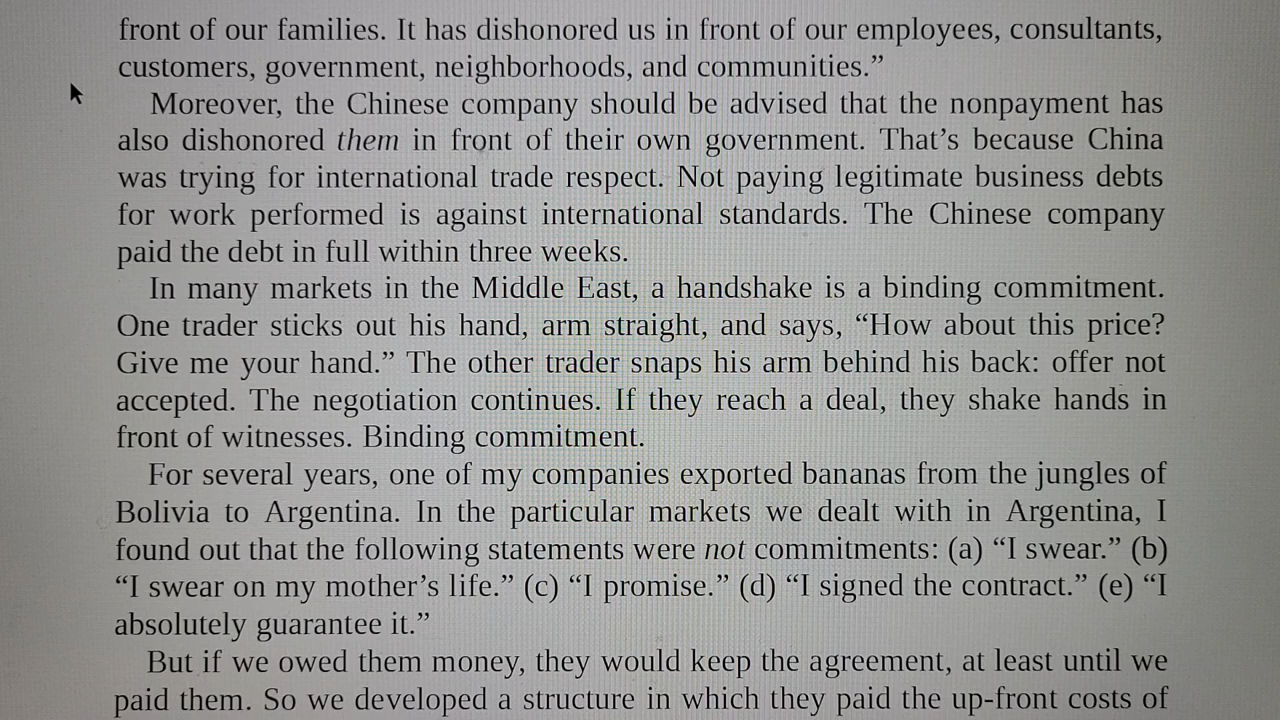 front of our families. It has dishonored us in front of our employees, consultants,
customers, government, neighborhoods, and communities.”
Moreover, the Chinese company should be advised that the nonpayment has
also dishonored them in front of their own government. That’s because China
was trying for international trade respect. Not paying legitimate business debts
for work performed is against international standards. The Chinese company
paid the debt in full within three weeks.
In many markets in the Middle East, a handshake is a binding commitment.
One trader sticks out his hand, arm straight, and says, “How about this price?
Give me your hand.” The other trader snaps his arm behind his back: offer not
accepted. The negotiation continues. If they reach a deal, they shake hands in
front of witnesses. Binding commitment.
For several years, one of my companies exported bananas from the jungles of
Bolivia to Argentina. In the particular markets we dealt with in Argentina, I
found out that the following statements were not commitments: (a) “I swear.” (b)
“I swear on my mother’s life.” (c) “I promise.” (d) “I signed the contract.” (e) “I
absolutely guarantee it.”
But if we owed them money, they would keep the agreement, at least until we
paid them. So we developed a structure in which they paid the up-front costs of